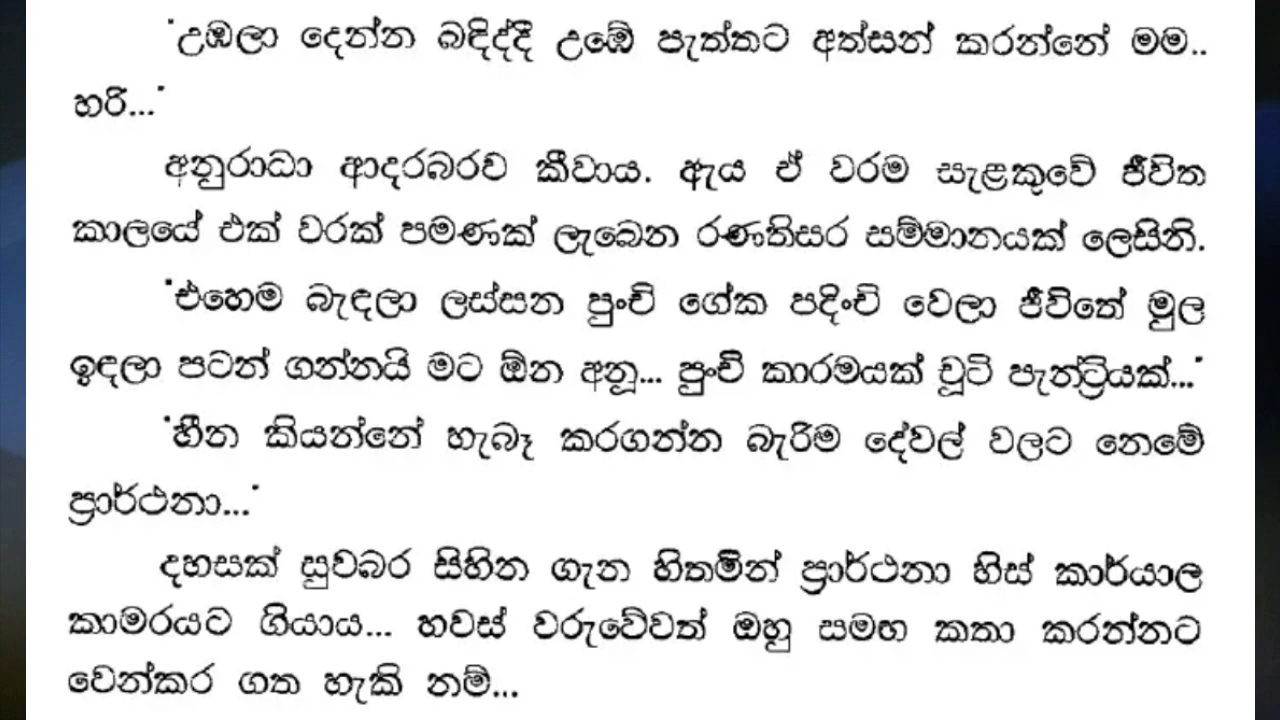 'උඹලා දෙන්න බඳිද්දී උඹේ පැත්තට අත්සන් කරන්නේ මම..
හරි...'
අනුරාධා ආදරබරව කීවාය. ඇය ඒ වරම සැළකුවේ ජීවිත
කාලයේ එක් වරක් පමණක් ලැබෙන රණතිසර සම්මානයක් ලෙසිනි.
'එහෙම බැඳලා ලස්සන පුංචි ගේක පදිංචි වෙලා ජීවිතේ මුල
ඉඳලා පටන් ගන්නයි මට ඕන අනූ... පුංචි කාරමයක් චූටි පැන්ට්‍රියක්...'
'හීන කියන්නේ හැබෑ කරගන්න බැරිම දේවල් වලට නෙමේ
ප්‍රාර්ථනා...'
දහසක් සුවබර සිහින ගැන හිතමින් ප්‍රාර්ථනා හිස් කාර්යාල
කාමරයට ගියාය... හවස් වරුවේවත් ඔහු සමඟ කතා කරන්නට
වෙන්කර ගත හැකි නම්...